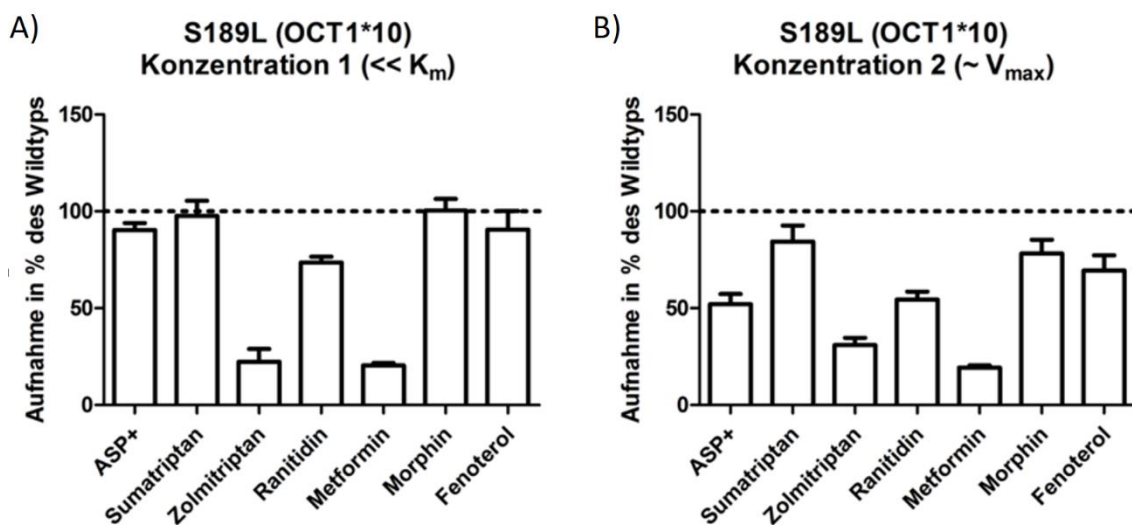 A)
S189L (OCT1*10)
Konzentration 1 (<< Km)
Aufnahme in % des Wildtyps
150
100
50
0
ASP+
Sumatriptan
Zolmitriptan
Ranitidin
Metformin
Morphin
Fenoterol
B)
S189L (OCT1*10)
Konzentration 2 (~ Vmax)
Aufnahme in % des Wildtyps
150
100
50
0
ASP+
Sumatriptan
Zolmitriptan
Ranitidin
Metformin
Morphin
Fenoterol